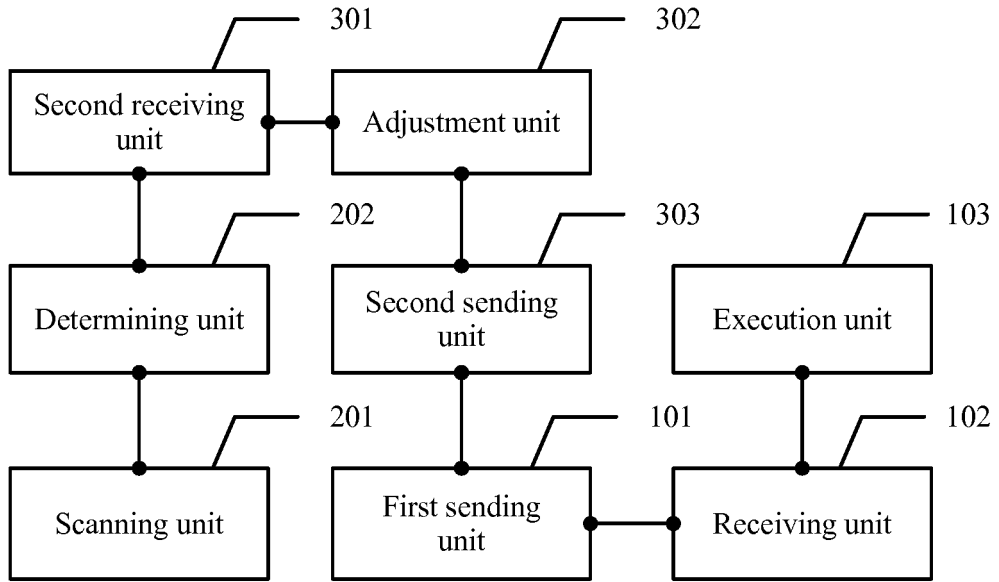 301
302
Second receiving
unit
Adjustment unit
202
303
103
Determining unit
Second sending
unit
Execution unit
201
101
102
Scanning unit
First sending
unit
Receiving unit